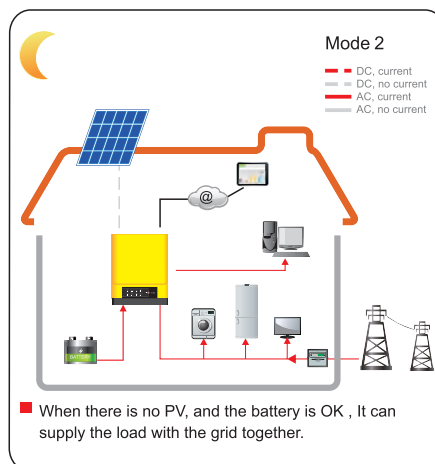 Mode 2
DC, current
DC, no current
AC, current
AC, no current
@
BATTERY
When there is no PV, and the battery is OK , It can
supply the load with the grid together.